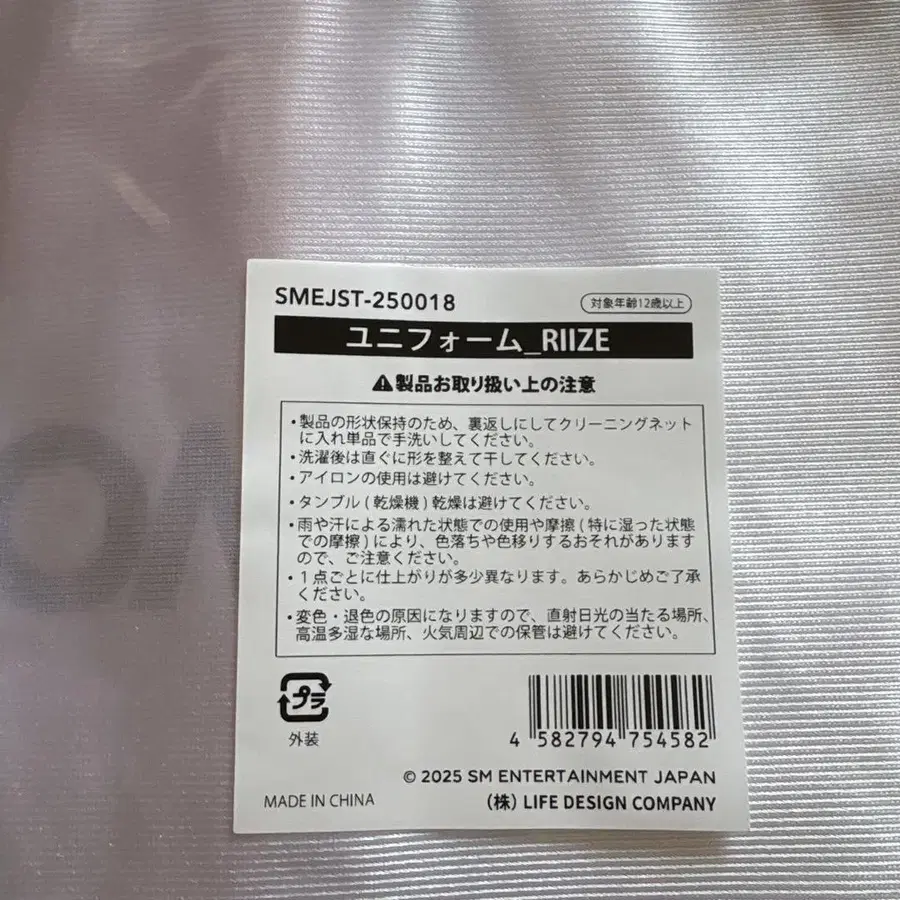 SMEJST-250018
対象年齢12歳以上
ユニフォーム_RIIZE
⚠製品お取り扱い上の注意
・製品の形状保持のため、裏返しにしてクリーニングネット
に入れ単品で手洗いしてください。
・洗濯後は直ぐに形を整えて干してください。
・アイロンの使用は避けてください。
・タンブル(乾燥機)乾燥は避けてください。
・雨や汗による濡れた状態での使用や摩擦(特に湿った状態
での摩擦)により、色落ちや色移りするおそれがあります
ので、ご注意ください。
・1点ごとに仕上がりが多少異なります。あらかじめご了承
ください。
・変色・退色の原因になりますので、直射日光の当たる場所、
高温多湿な場所、火気周辺での保管は避けてください。
プラ
外装
4 582794 754582
© 2025 SM ENTERTAINMENT JAPAN
MADE IN CHINA
(株) LIFE DESIGN COMPANY